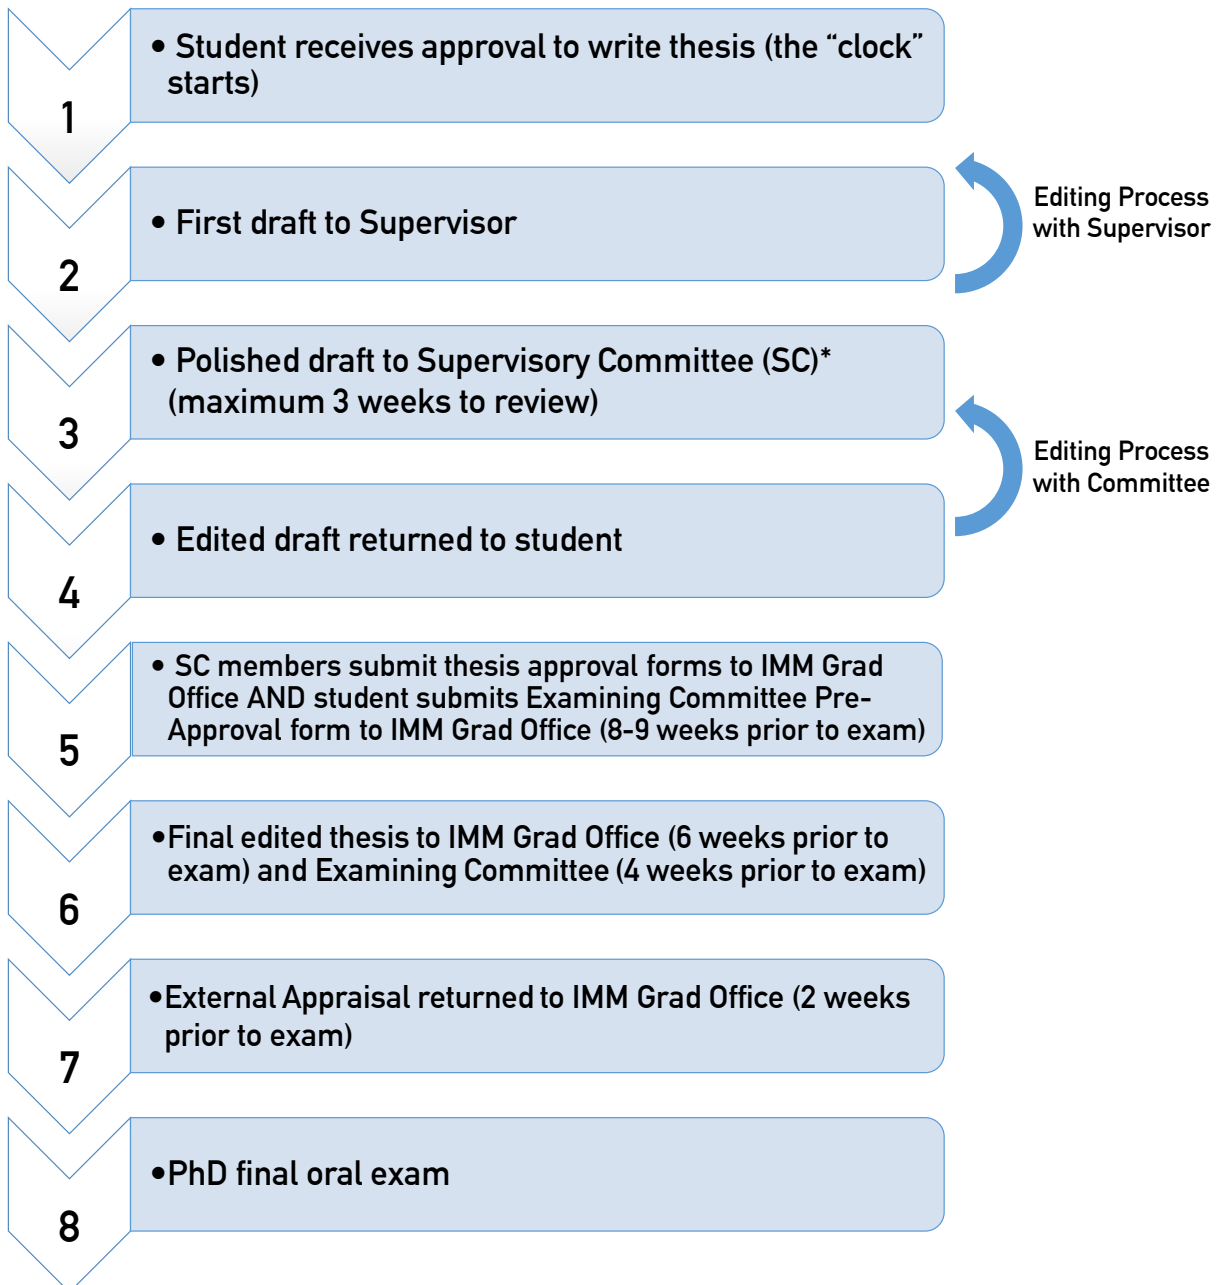 1
• Student receives approval to write thesis (the “clock”
starts)
2
• First draft to Supervisor
Editing Process
with Supervisor
3
• Polished draft to Supervisory Committee (SC)*
(maximum 3 weeks to review)
Editing Process
with Committee
4
• Edited draft returned to student
5
• SC members submit thesis approval forms to IMM Grad
Office AND student submits Examining Committee Pre-
Approval form to IMM Grad Office (8-9 weeks prior to exam)
6
•Final edited thesis to IMM Grad Office (6 weeks prior to
exam) and Examining Committee (4 weeks prior to exam)
7
•External Appraisal returned to IMM Grad Office (2 weeks
prior to exam)
8
•PhD final oral exam